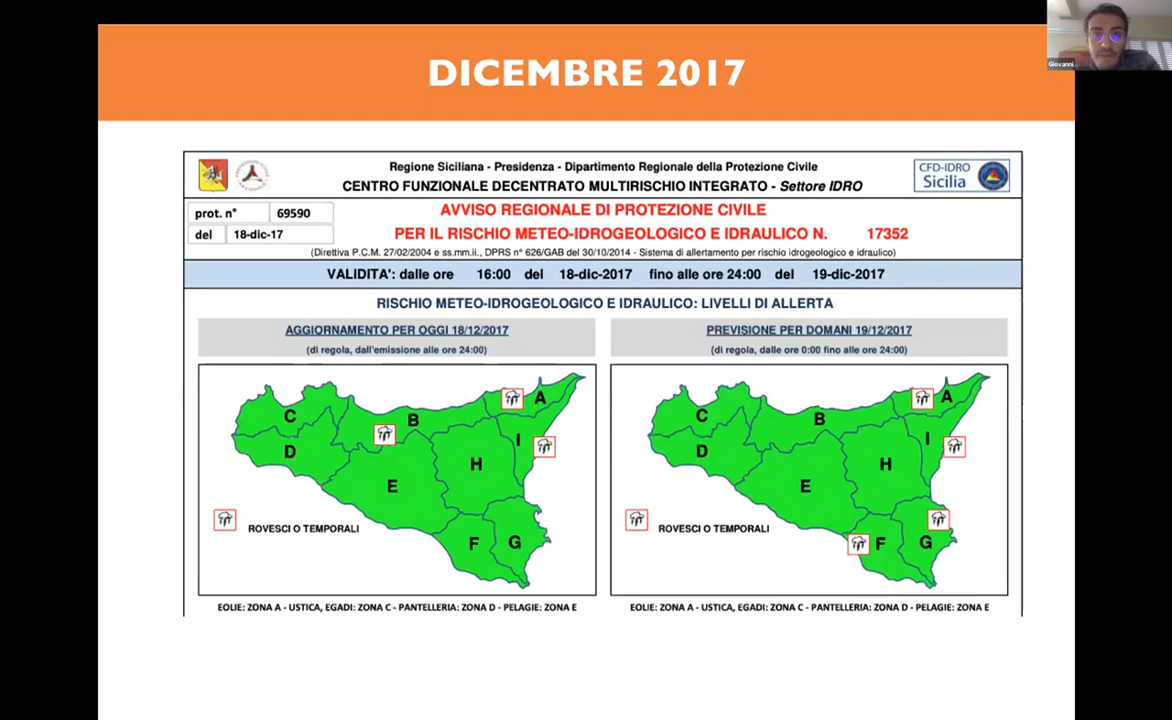 DICEMBRE 2017
Giovanni
Regione Siciliana - Presidenza - Dipartimento Regionale della Protezione Civile
CENTRO FUNZIONALE DECENTRATO MULTIRISCHIO INTEGRATO - Settore IDRO
CFD-IDRO
Sicilia
prot. n° 69590
del 18-dic-17
AVVISO REGIONALE DI PROTEZIONE CIVILE
PER IL RISCHIO METEO-IDROGEOLOGICO E IDRAULICO N. 17352
(Direttiva P.C.M. 27/02/2004 e ss.mm.ii., DPRS n° 626/GAB del 30/10/2014 - Sistema di allertamento per rischio idrogeologico e idraulico)
VALIDITA': dalle ore 16:00 del 18-dic-2017 fino alle ore 24:00 del 19-dic-2017
RISCHIO METEO-IDROGEOLOGICO E IDRAULICO: LIVELLI DI ALLERTA
AGGIORNAMENTO PER OGGI 18/12/2017
(di regola, dall'emissione alle ore 24:00)
A
B
C
I
D
H
E
ROVESCI O TEMPORALI
F
G
EOLIE: ZONA A - USTICA, EGADI: ZONA C - PANTELLERIA: ZONA D - PELAGIE: ZONA E
PREVISIONE PER DOMANI 19/12/2017
(di regola, dalle ore 0:00 fino alle ore 24:00)
A
C
B
I
D
H
E
ROVESCI O TEMPORALI
F
G
EOLIE: ZONA A - USTICA, EGADI: ZONA C - PANTELLERIA: ZONA D - PELAGIE: ZONA E